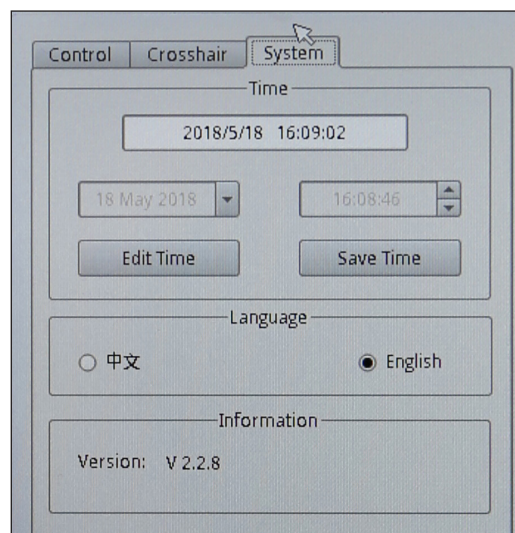 Control Crosshair System
Time
2018/5/18 16:09:02
18 May 2018 16:08:46
Edit Time Save Time
Language
中文 English
Information
Version: V 2.2.8